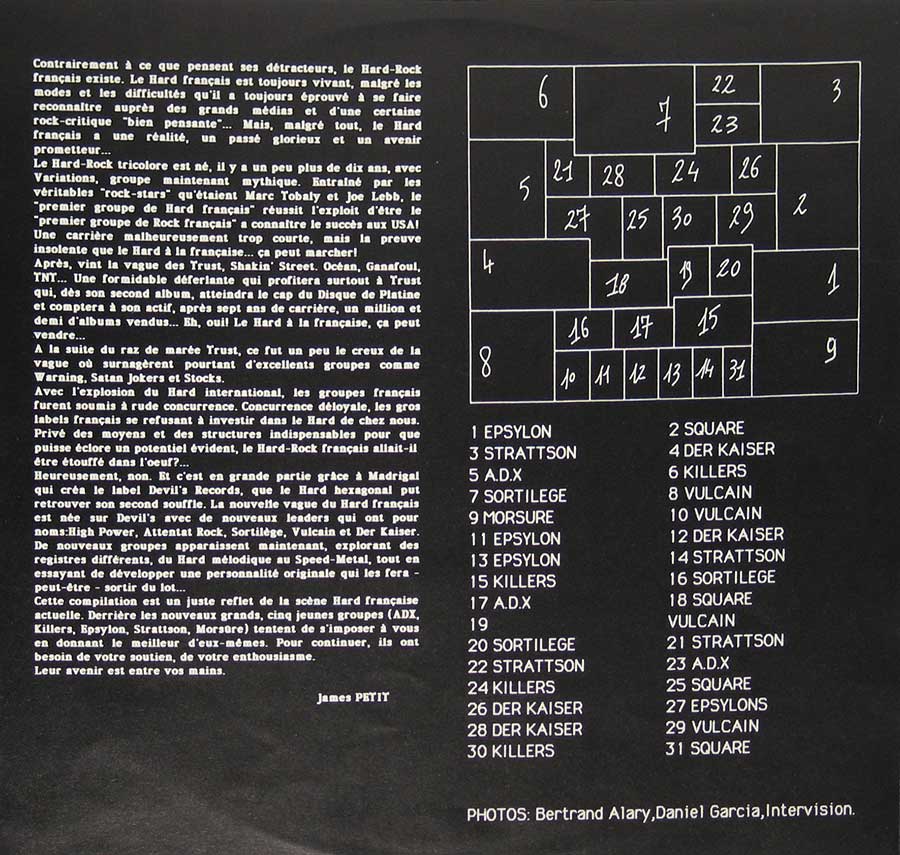 Contrairement à ce que pensent ses détracteurs, le Hard-Rock
français existe. Le Hard français est toujours vivant, malgré les
modes et les difficultés qu'il a toujours éprouvé à se faire
reconnaître auprès des grands médias et d'une certaine
rock-critique "bien pensante"... Mais, malgré tout, le Hard
français a une réalité, un passé glorieux et un avenir
prometteur...
Le Hard-Rock tricolore est né, il y a un peu plus de dix ans, avec
Variations, groupe maintenant mythique. Entraîné par les
véritables "rock-stars" qu'étaient Marc Tobaly et Joe Lebb, le
"premier groupe de Hard français" réussit l'exploit d'être le
"premier groupe de Rock français" a connaître le succès aux USA!
Une carrière malheureusement trop courte, mais la preuve
insolente que le Hard à la française... ça peut marcher!
Après, vint la vague des Trust, Shakin' Street. Océan, Ganafoul,
TNT... Une formidable déferlante qui profitera surtout à Trust
qui, dès son second album, atteindra le cap du Disque de Platine
et comptera à son actif, après sept ans de carrière, un million et
demi d'albums vendus... Eh, oui! Le Hard à la française, ça peut
vendre...
A la suite du raz de marée Trust, ce fut un peu le creux de la
vague où surnagèrent pourtant d'excellents groupes comme
Warning, Satan Jokers et Stocks.
Avec l'explosion du Hard international, les groupes français
furent soumis à rude concurrence. Concurrence déloyale, les gros
labels français se refusant à investir dans le Hard de chez nous.
Privé des moyens et des structures indispensables pour que
puisse éclore un potentiel évident, le Hard-Rock français allait-il
être étouffé dans l'oeuf?...
Heureusement, non. Et c'est en grande partie grâce à Madrigal
qui créa le label Devil's Records, que le Hard hexagonal put
retrouver son second souffle. La nouvelle vague du Hard français
est née sur Devil's avec de nouveaux leaders qui ont pour
noms:High Power, Attentat Rock, Sortilège, Vulcain et Der Kaiser.
De nouveaux groupes apparaissent maintenant, explorant des
registres différents, du Hard mélodique au Speed-Metal, tout en
essayant de développer une personnalité originale qui les fera -
peut-être - sortir du lot...
Cette compilation est un juste reflet de la scène Hard française
actuelle. Derrière les nouveaux grands, cinq jeunes groupes (ADX,
Killers, Epsylon, Strattson, Morsûre) tentent de s'imposer à vous
en donnant le meilleur d'eux-mêmes. Pour continuer, ils ont
besoin de votre soutien, de votre enthousiasme.
Leur avenir est entre vos mains.
James PETIT
6 7 22 3
23
5 21 28 24 26 2
27 25 30 29
4 18 19 20 1
16 17 15
8 9
10 11 12 13 14 31
1 EPSYLON 2 SQUARE
3 STRATTSON 4 DER KAISER
5 A.D.X 6 KILLERS
7 SORTILEGE 8 VULCAIN
9 MORSURE 10 VULCAIN
11 EPSYLON 12 DER KAISER
13 EPSYLON 14 STRATTSON
15 KILLERS 16 SORTILEGE
17 A.D.X 18 SQUARE
19 VULCAIN
20 SORTILEGE 21 STRATTSON
22 STRATTSON 23 A.D.X
24 KILLERS 25 SQUARE
26 DER KAISER 27 EPSYLONS
28 DER KAISER 29 VULCAIN
30 KILLERS 31 SQUARE
PHOTOS: Bertrand Alary,Daniel Garcia,Intervision.